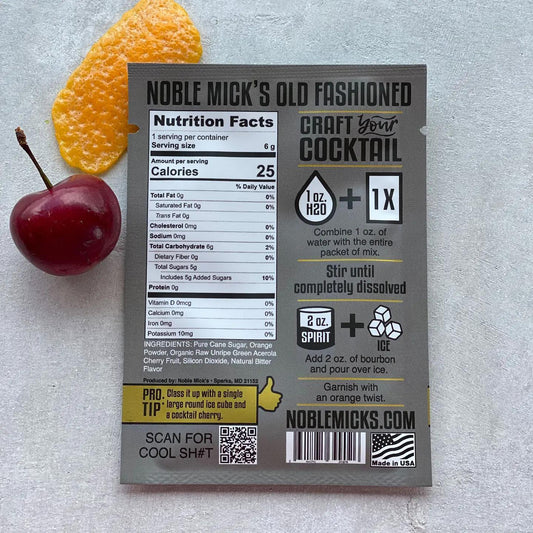 NOBLE MICK'S OLD FASHIONED
Nutrition Facts
1 serving per container
Serving size 6 g
Amount per serving
Calories 25
% Daily Value
Total Fat 0g 0%
Saturated Fat 0g 0%
Trans Fat 0g
Cholesterol 0mg 0%
Sodium 0mg 0%
Total Carbohydrate 6g 2%
Dietary Fiber 0g 0%
Total Sugars 5g
Includes 5g Added Sugars 10%
Protein 0g
Vitamin D 0mcg 0%
Calcium 0mg 0%
Iron 0mg 0%
Potassium 10mg 0%
INGREDIENTS: Pure Cane Sugar, Orange
Powder, Organic Raw Unripe Green Acerola
Cherry Fruit, Silicon Dioxide, Natural Bitter
Flavor
Produced by: Noble Mick's • Sparks, MD 21152
PRO TIP:
Class it up with a single
large round ice cube and
a cocktail cherry.
SCAN FOR
COOL SH#T
CRAFT your
COCKTAIL
1 oz.
H2O
+
1X
Combine 1 oz. of
water with the entire
packet of mix.
Stir until
completely dissolved
2 oz.
SPIRIT
+
ICE
Add 2 oz. of bourbon
and pour over ice.
Garnish with
an orange twist.
NOBLEMICKS.COM
Made in USA